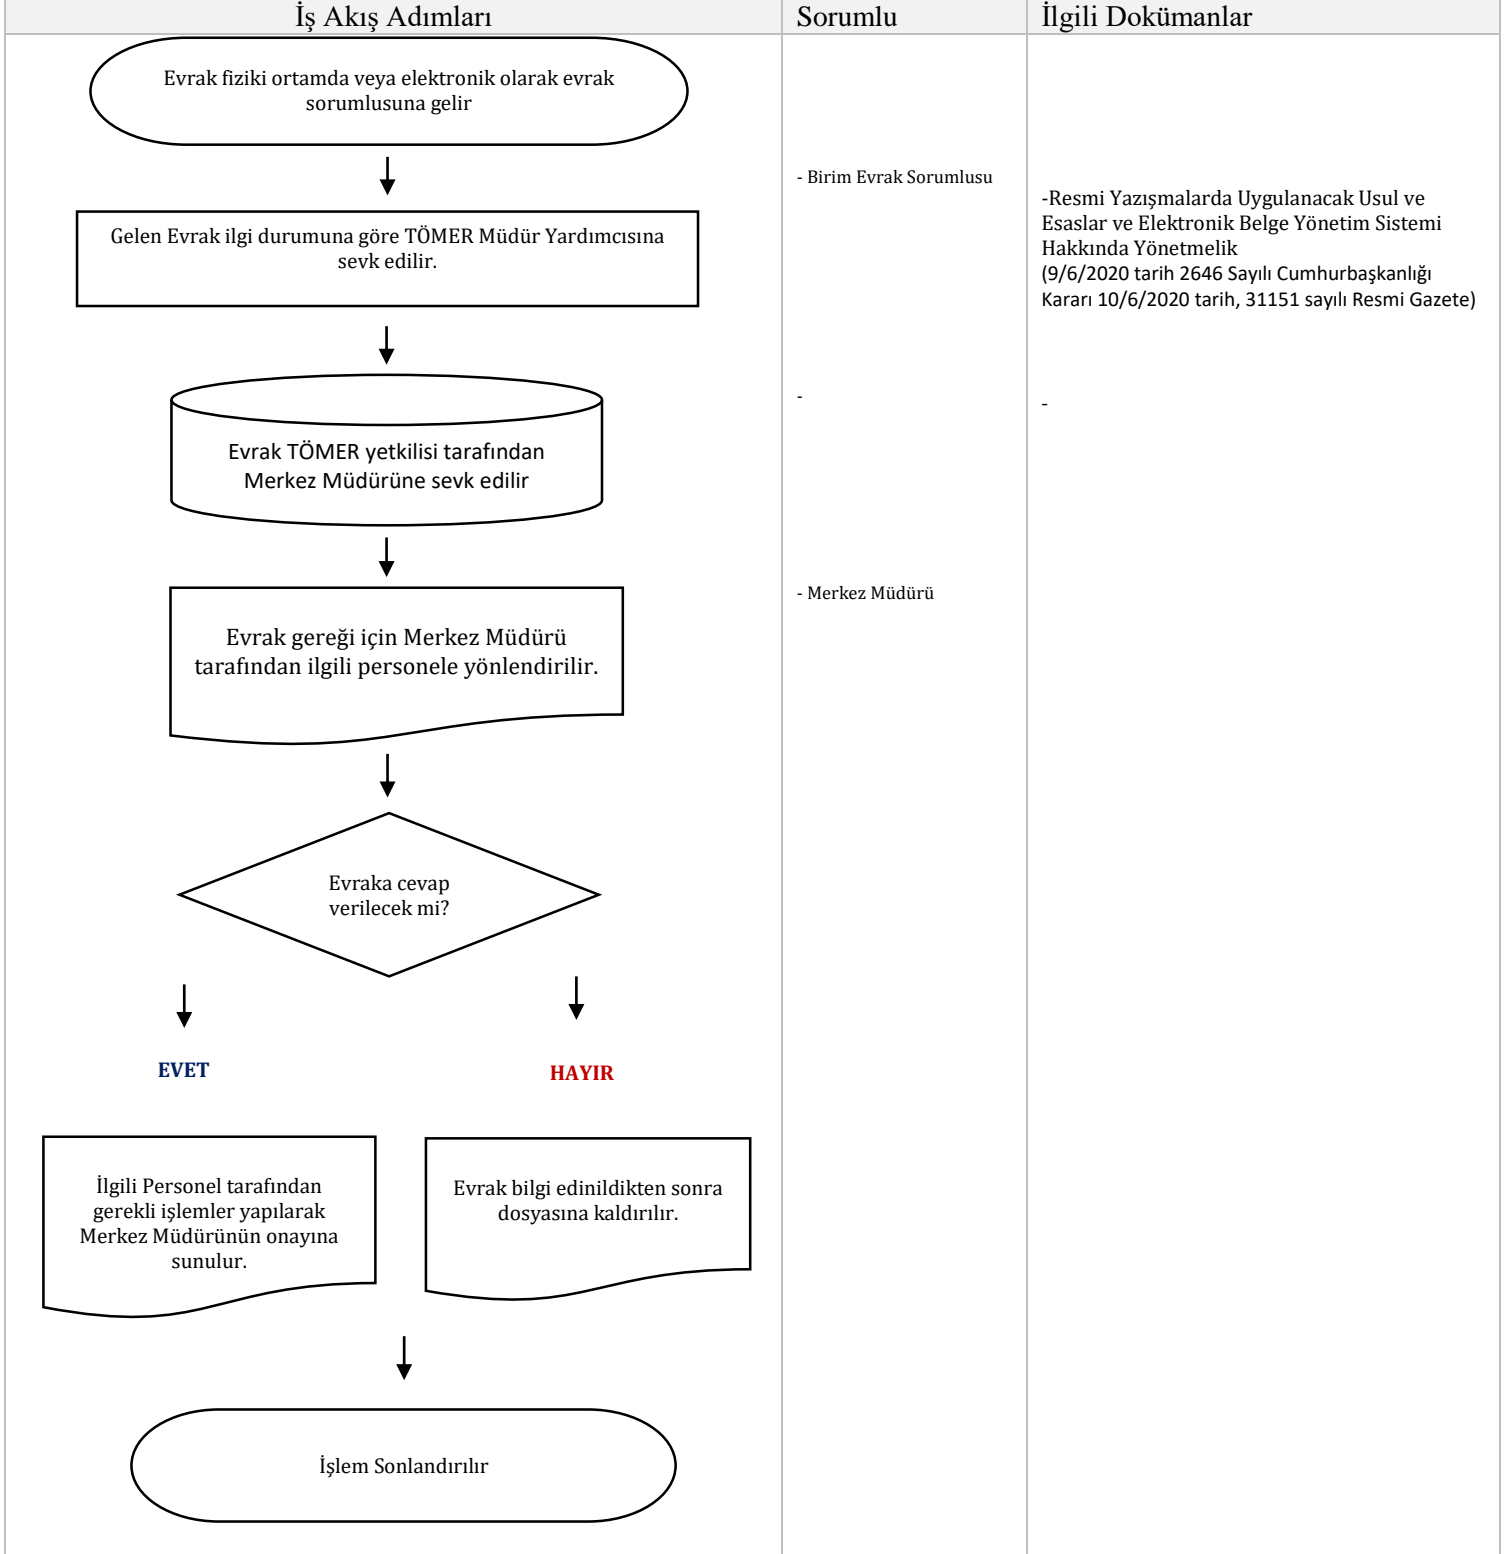 İş Akış Adımları
Sorumlu
İlgili Dokümanlar
Evrak fiziki ortamda veya elektronik olarak evrak
sorumlusuna gelir
- Birim Evrak Sorumlusu
-Resmi Yazışmalarda Uygulanacak Usul ve
Esaslar ve Elektronik Belge Yönetim Sistemi
Hakkında Yönetmelik
(9/6/2020 tarih 2646 Sayılı Cumhurbaşkanlığı
Kararı 10/6/2020 tarih, 31151 sayılı Resmi Gazete)
Gelen Evrak ilgi durumuna göre TÖMER Müdür Yardımcısına
sevk edilir.
-
-
Evrak TÖMER yetkilisi tarafından
Merkez Müdürüne sevk edilir
- Merkez Müdürü
Evrak gereği için Merkez Müdürü
tarafından ilgili personele yönlendirilir.
Evraka cevap
verilecek mi?
EVET
HAYIR
İlgili Personel tarafından
gerekli işlemler yapılarak
Merkez Müdürünün onayına
sunulur.
Evrak bilgi edinildikten sonra
dosyasına kaldırılır.
İşlem Sonlandırılır